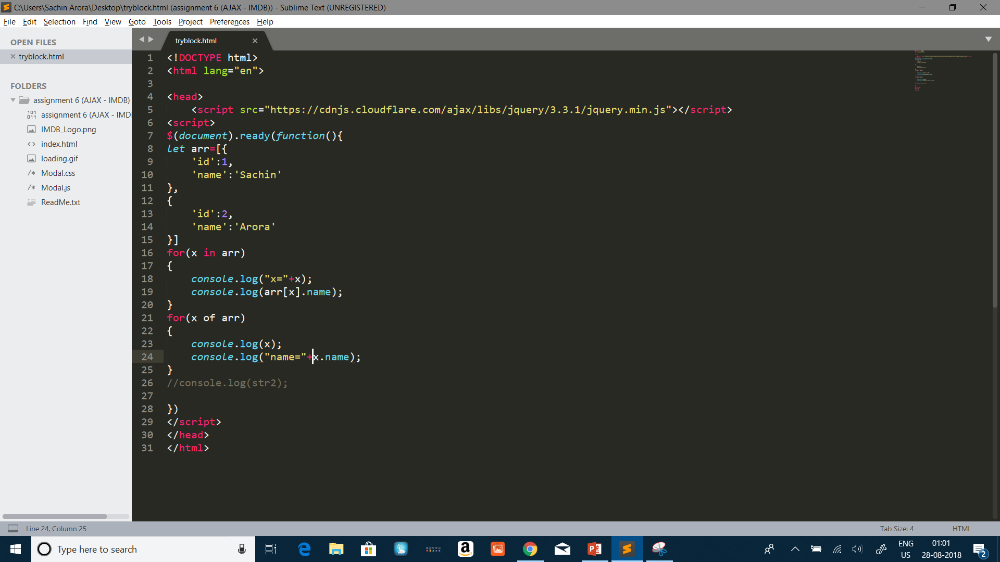 C:\Users\Sachin Arora\Desktop\tryblock.html (assignment 6 (AJAX - IMDB)) - Sublime Text (UNREGISTERED)
File Edit Selection Find View Goto Tools Project Preferences Help
OPEN FILES
tryblock.html
FOLDERS
assignment 6 (AJAX - IMDB)
assignment 6 (AJAX - IMD
IMDB_Logo.png
index.html
loading.gif
Modal.css
Modal.js
ReadMe.txt
tryblock.html
1 <!DOCTYPE html>
2 <html lang="en">
3
4 <head>
5     <script src="https://cdnjs.cloudflare.com/ajax/libs/jquery/3.3.1/jquery.min.js"></script>
6 <script>
7 $(document).ready(function(){
8 let arr=[{
9     'id':1,
10     'name':'Sachin'
11 },
12 {
13     'id':2,
14     'name':'Arora'
15 }]
16 for(x in arr)
17 {
18     console.log("x="+x);
19     console.log(arr[x].name);
20 }
21 for(x of arr)
22 {
23     console.log(x);
24     console.log("name="+x.name);
25 }
26 //console.log(str2);
27
28 })
29 </script>
30 </head>
31 </html>
Line 24, Column 25
Tab Size: 4
HTML
Type here to search
ENG
US
01:01
28-08-2018
2